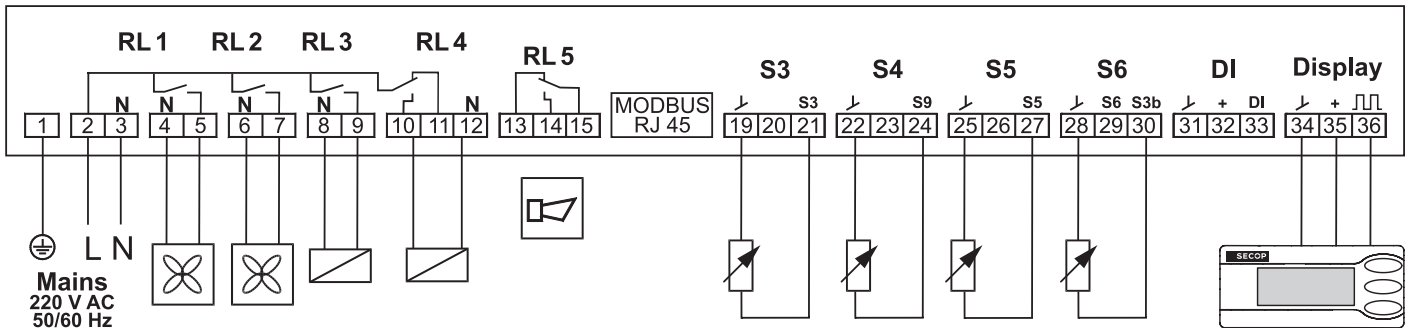 RL 1 RL 2 RL 3 RL 4 RL 5 S3 S4 S5 S6 DI Display
N N N N N MODBUS RJ 45 S3 S9 S5 S6 S3b + DI +
1 2 3 4 5 6 7 8 9 10 11 12 13 14 15 19 20 21 22 23 24 25 26 27 28 29 30 31 32 33 34 35 36
L N
Mains
220 V AC
50/60 Hz
SECOP